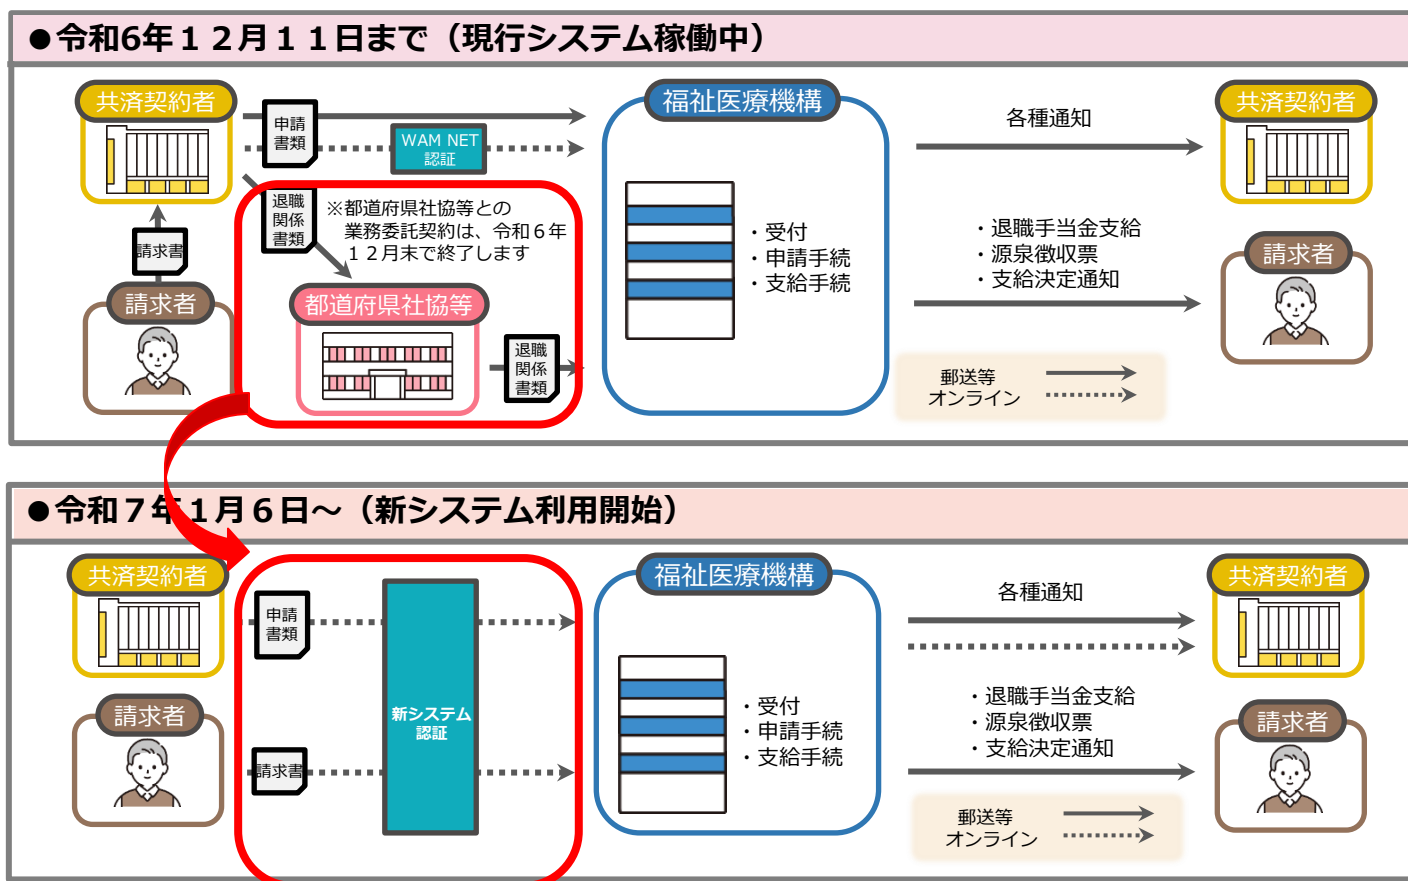 ●令和6年１２月１１日まで（現行システム稼働中）
共済契約者
申請
書類
WAM NET
認証
福祉医療機構
各種通知
共済契約者
退職
関係
書類
※都道府県社協等との
業務委託契約は、令和６年
１２月末で終了します
請求書
・受付
・申請手続
・支給手続
・退職手当金支給
・源泉徴収票
・支給決定通知
請求者
請求者
都道府県社協等
退職
関係
書類
郵送等
オンライン
●令和７年１月６日～（新システム利用開始）
共済契約者
申請
書類
福祉医療機構
各種通知
共済契約者
請求者
新システム
認証
請求書
・受付
・申請手続
・支給手続
・退職手当金支給
・源泉徴収票
・支給決定通知
請求者
郵送等
オンライン